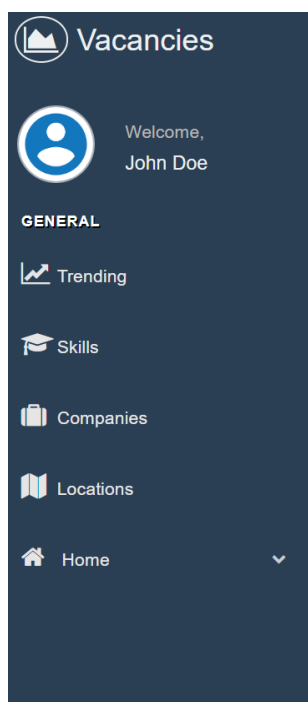 Vacancies
Welcome,
John Doe
GENERAL
Trending
Skills
Companies
Locations
Home